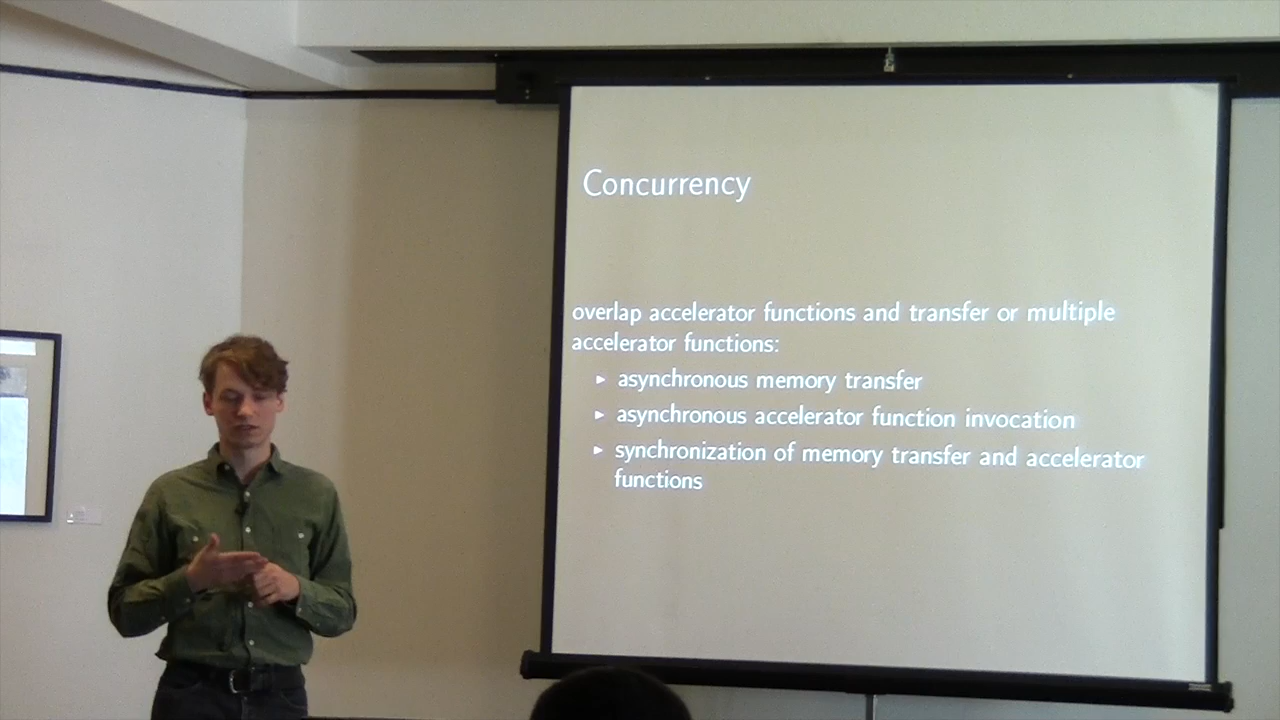 Concurrency
overlap accelerator functions and transfer or multiple
accelerator functions:
▸ asynchronous memory transfer
▸ asynchronous accelerator function invocation
▸ synchronization of memory transfer and accelerator
functions